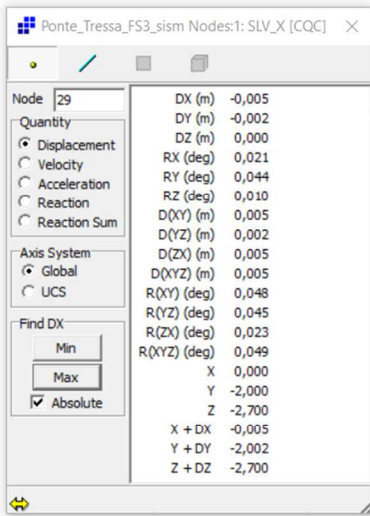 Ponte_Tressa_FS3_sism Nodes:1: SLV_X [CQC]
Node 29
Quantity
Displacement
Velocity
Acceleration
Reaction
Reaction Sum
Axis System
Global
UCS
Find DX
Min
Max
Absolute
DX (m) -0,005
DY (m) -0,002
DZ (m) 0,000
RX (deg) 0,021
RY (deg) 0,044
RZ (deg) 0,010
D(XY) (m) 0,005
D(YZ) (m) 0,002
D(ZX) (m) 0,005
D(XYZ) (m) 0,005
R(XY) (deg) 0,048
R(YZ) (deg) 0,045
R(ZX) (deg) 0,023
R(XYZ) (deg) 0,049
X 0,000
Y -2,000
Z -2,700
X + DX -0,005
Y + DY -2,002
Z + DZ -2,700